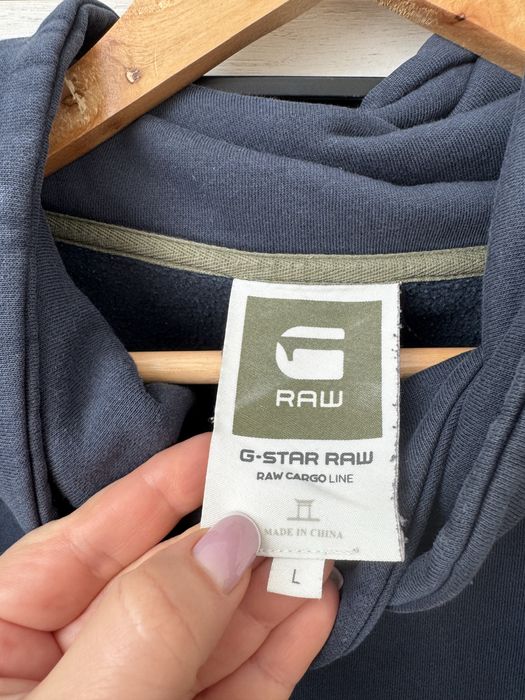 RAW
G-STAR RAW
RAW CARGO LINE
MADE IN CHINA
L